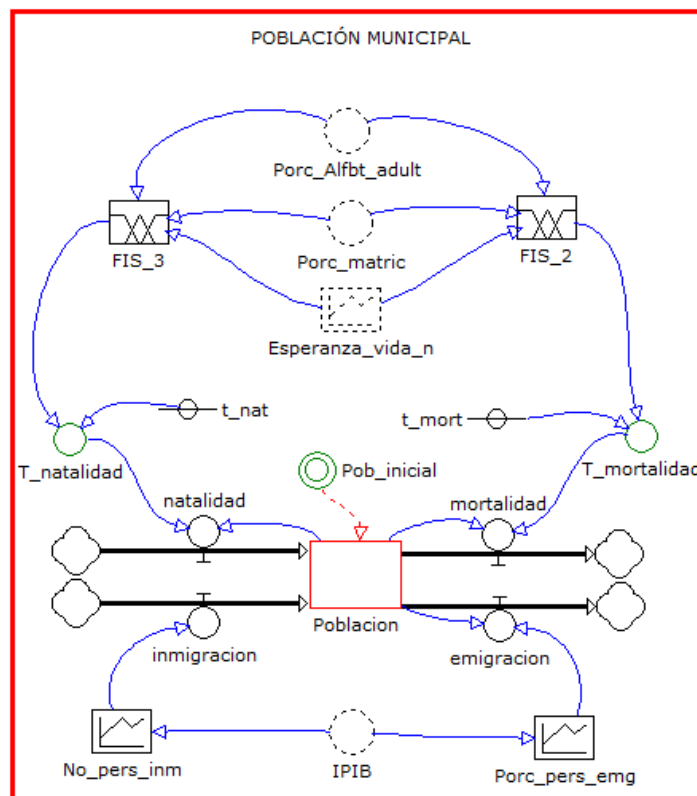 POBLACIÓN MUNICIPAL
Porc_Alfbt_adult
FIS_3
Porc_matric
FIS_2
Esperanza_vida_n
t_nat
t_mort
T_natalidad
Pob_inicial
T_mortalidad
natalidad
mortalidad
Poblacion
inmigracion
emigracion
No_pers_inm
IPIB
Porc_pers_emg